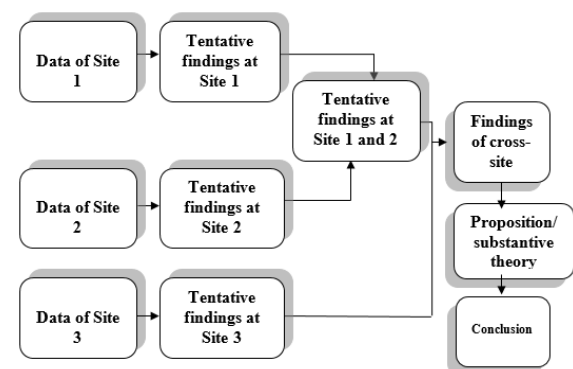 Data of Site
1
Tentative
findings at
Site 1
Tentative
findings at
Site 1 and 2
Findings
of cross-
site
Data of Site
2
Tentative
findings at
Site 2
Proposition/
substantive
theory
Data of Site
3
Tentative
findings at
Site 3
Conclusion